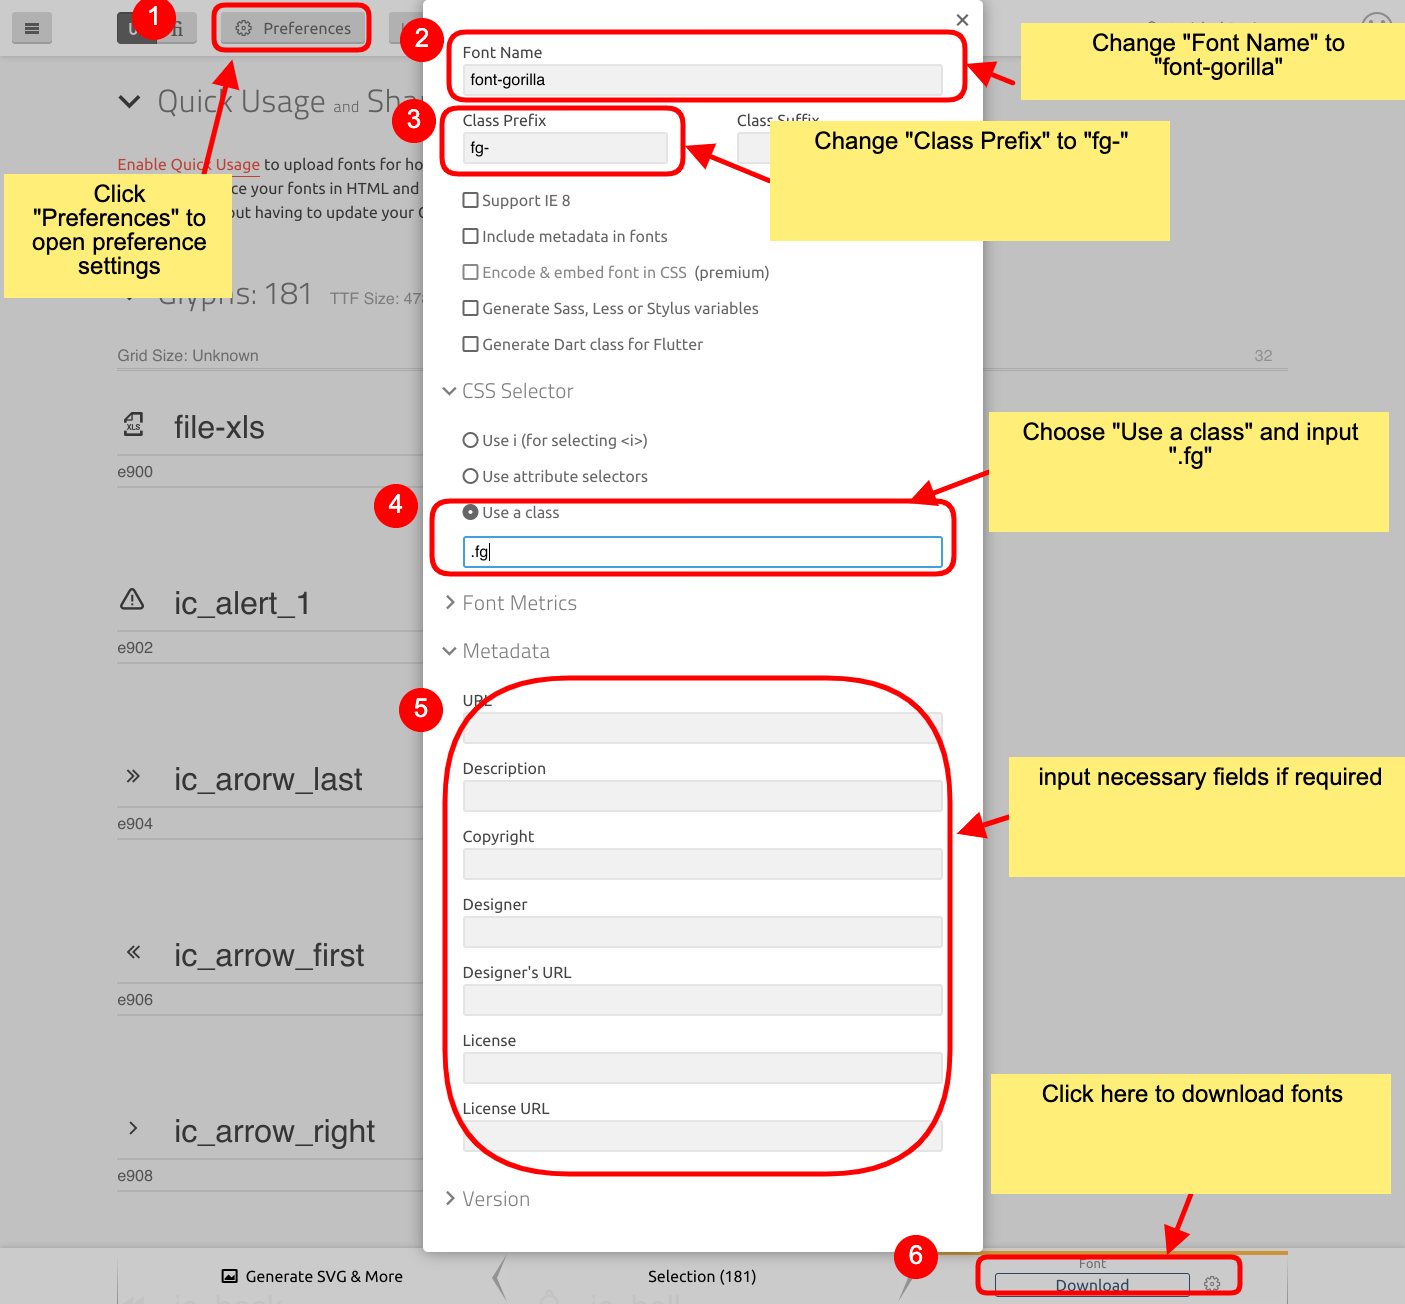 1
fi
Preferences
2
Font Name
font-gorilla
Change "Font Name" to
"font-gorilla"
Quick Usage and Sha
3
Class Prefix
Class Suffix
fg-
Change "Class Prefix" to "fg-"
Enable Quick Usage to upload fonts for ho
ce your fonts in HTML and
out having to update your C
Click
"Preferences" to
open preference
settings
Support IE 8
Include metadata in fonts
Encode & embed font in CSS (premium)
Generate Sass, Less or Stylus variables
Generate Dart class for Flutter
Glyphs: 181
TTF Size: 47
Grid Size: Unknown
32
CSS Selector
XLS
file-xls
e900
Use i (for selecting <i>)
Use attribute selectors
Choose "Use a class" and input
".fg"
4
Use a class
.fg
ic_alert_1
e902
Font Metrics
Metadata
5
URL
Description
Copyright
Designer
Designer's URL
License
License URL
input necessary fields if required
ic_arorw_last
e904
ic_arrow_first
e906
ic_arrow_right
e908
Version
Click here to download fonts
6
Generate SVG & More
Selection (181)
Font
Download